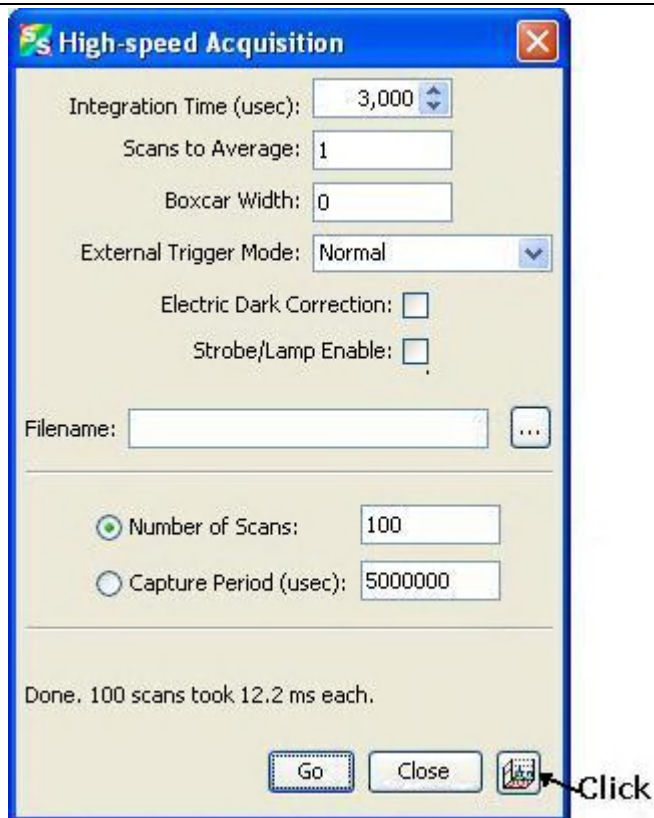 High-speed Acquisition
Integration Time (usec): 3,000
Scans to Average: 1
Boxcar Width: 0
External Trigger Mode: Normal
Electric Dark Correction:
Strobe/Lamp Enable:
Filename: ...
Number of Scans: 100
Capture Period (usec): 5000000
Done. 100 scans took 12.2 ms each.
Go Close Click